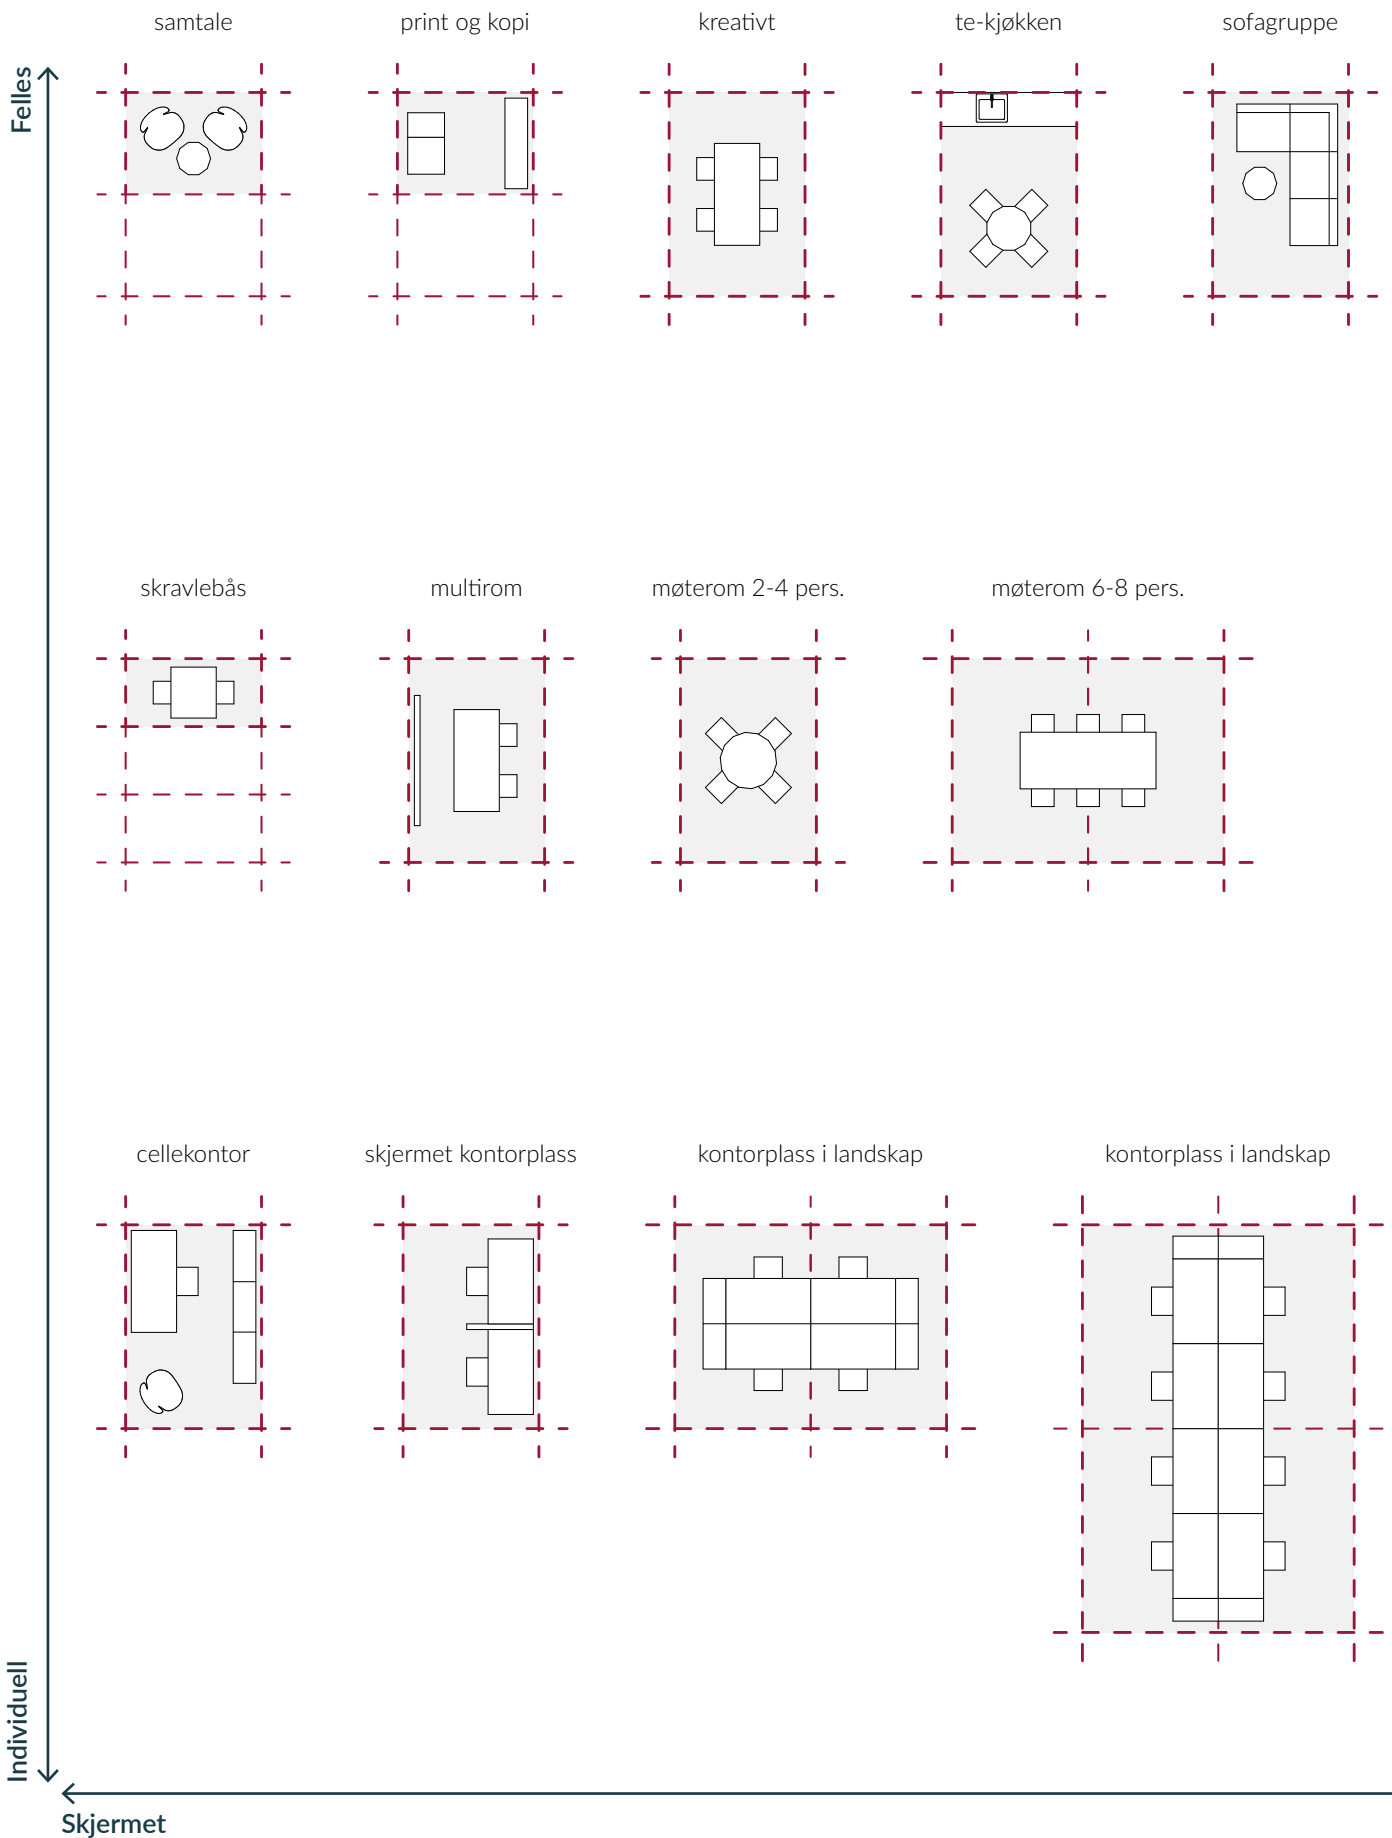 samtale
print og kopi
kreativt
te-kjøkken
sofagruppe
Felles
skravlebås
multirom
møterom 2-4 pers.
møterom 6-8 pers.
cellekontor
skjermet kontorplass
kontorplass i landskap
kontorplass i landskap
Individuell
Skjermet